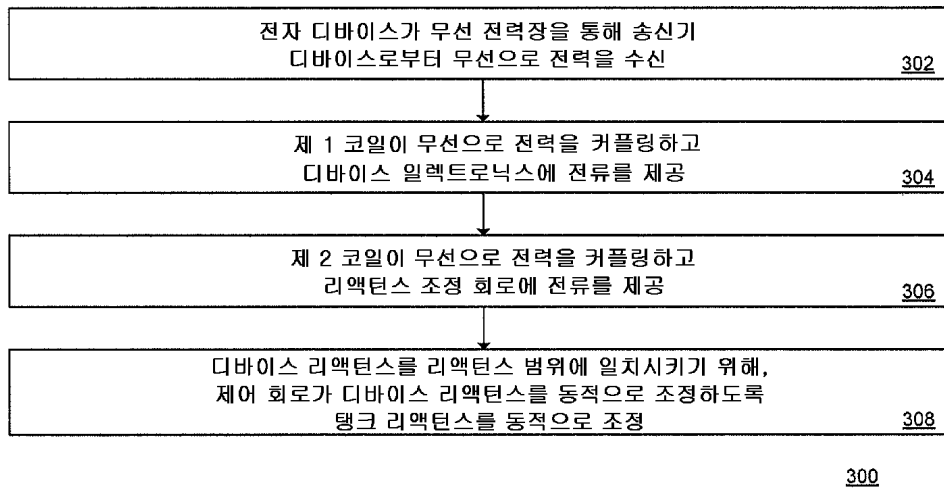 전자 디바이스가 무선 전력장을 통해 송신기
디바이스로부터 무선으로 전력을 수신
302
제 1 코일이 무선으로 전력을 커플링하고
디바이스 일렉트로닉스에 전류를 제공
304
제 2 코일이 무선으로 전력을 커플링하고
리액턴스 조정 회로에 전류를 제공
306
디바이스 리액턴스를 리액턴스 범위에 일치시키기 위해,
제어 회로가 디바이스 리액턴스를 동적으로 조정하도록
탱크 리액턴스를 동적으로 조정
308
300